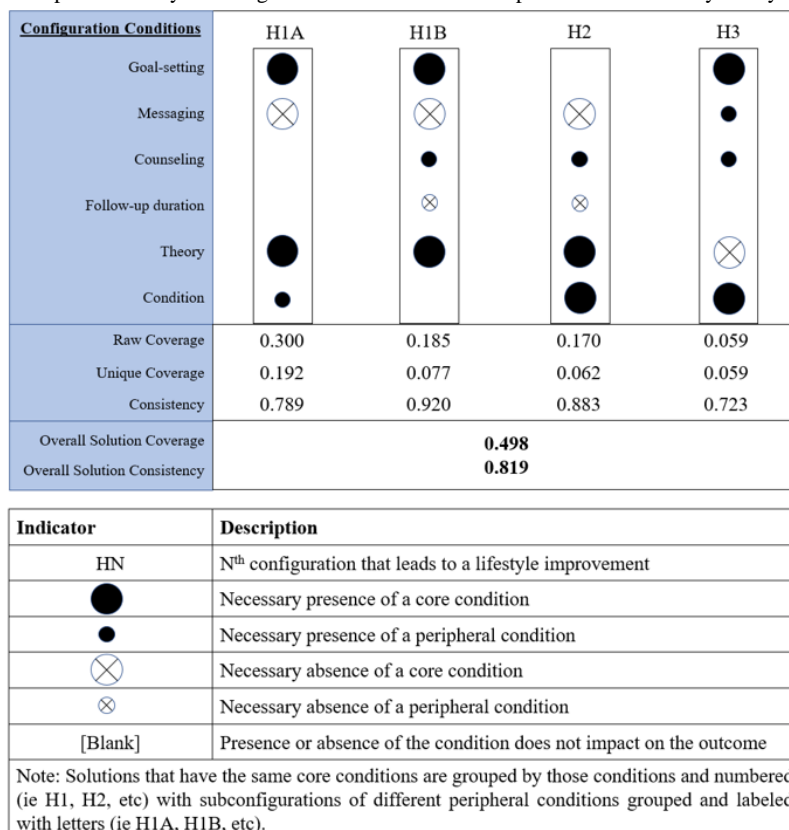 Configuration Conditions H1A H1B H2 H3
Goal-setting
Messaging
Counseling
Follow-up duration
Theory
Condition
Raw Coverage 0.300 0.185 0.170 0.059
Unique Coverage 0.192 0.077 0.062 0.059
Consistency 0.789 0.920 0.883 0.723
Overall Solution Coverage 0.498
Overall Solution Consistency 0.819
Indicator Description
HN Nth configuration that leads to a lifestyle improvement
Necessary presence of a core condition
Necessary presence of a peripheral condition
Necessary absence of a core condition
Necessary absence of a peripheral condition
[Blank] Presence or absence of the condition does not impact on the outcome
Note: Solutions that have the same core conditions are grouped by those conditions and numbered
(ie H1, H2, etc) with subconfigurations of different peripheral conditions grouped and labeled
with letters (ie H1A, H1B, etc).